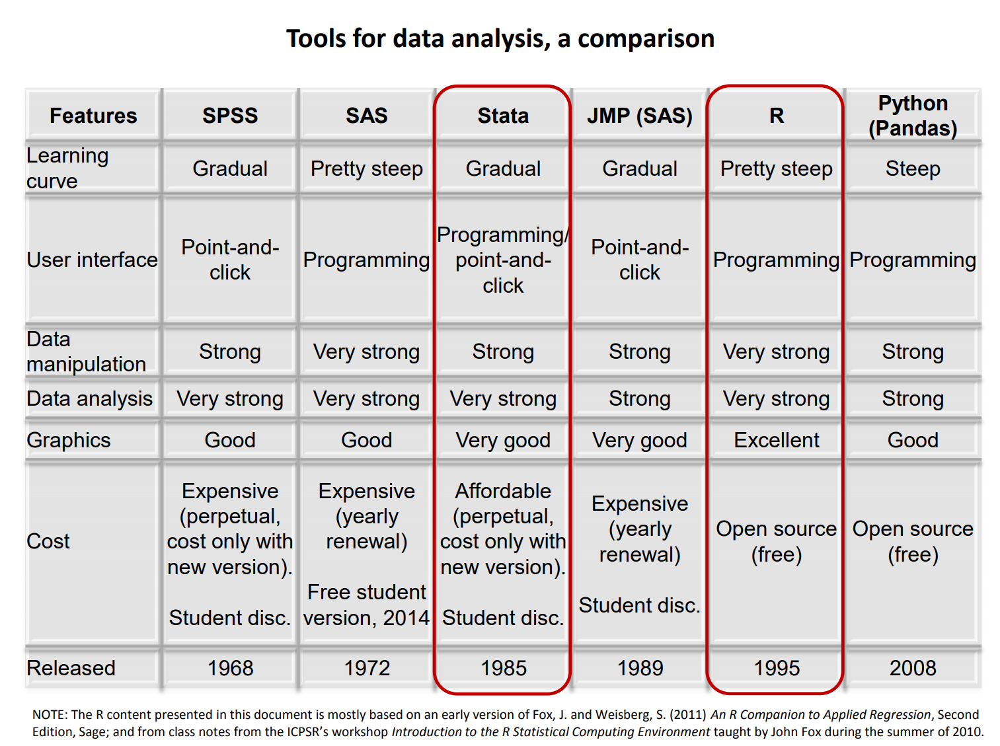 Tools for data analysis, a comparison
Features SPSS SAS Stata JMP (SAS) R Python (Pandas)
Learning curve Gradual Pretty steep Gradual Gradual Pretty steep Steep
User interface Point-and-click Programming Programming/point-and-click Point-and-click Programming Programming
Data manipulation Strong Very strong Strong Strong Very strong Strong
Data analysis Very strong Very strong Very strong Strong Very strong Strong
Graphics Good Good Very good Very good Excellent Good
Cost Expensive (perpetual, cost only with new version). Student disc. Expensive (yearly renewal) Free student version, 2014 Affordable (perpetual, cost only with new version). Student disc. Expensive (yearly renewal) Student disc. Open source (free) Open source (free)
Released 1968 1972 1985 1989 1995 2008
NOTE: The R content presented in this document is mostly based on an early version of Fox, J. and Weisberg, S. (2011) An R Companion to Applied Regression, Second
Edition, Sage; and from class notes from the ICPSR's workshop Introduction to the R Statistical Computing Environment taught by John Fox during the summer of 2010.